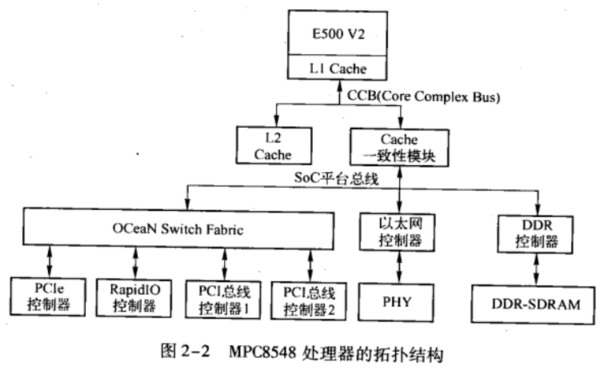 E500 V2
L1 Cache
CCB(Core Complex Bus)
L2
Cache
Cache
一致性模块
SoC平台总线
OCeaN Switch Fabric
以太网
控制器
DDR
控制器
PCIe
控制器
RapidIO
控制器
PCI总线
控制器1
PCI总线
控制器2
PHY
DDR-SDRAM
图2-2 MPC8548 处理器的拓扑结构